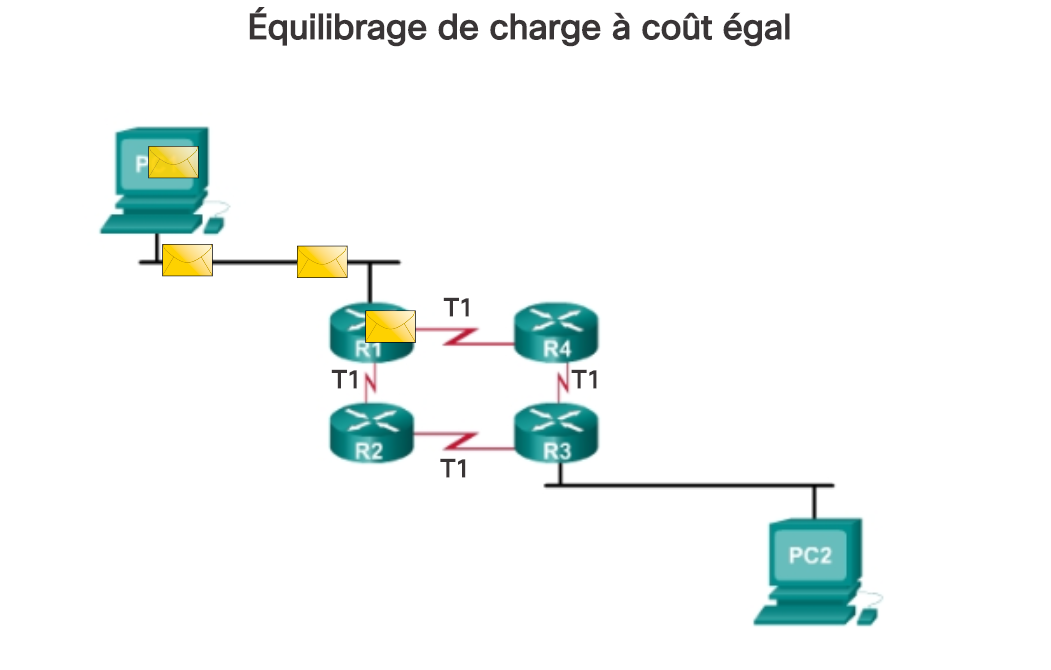 Équilibrage de charge à coût égal
P
T1
R1
R4
T1
T1
R2
R3
T1
PC2